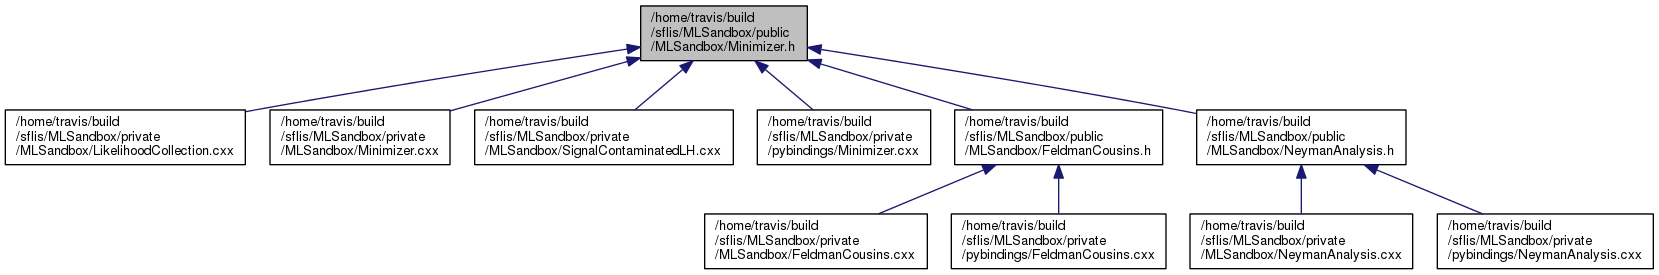 /home/travis/build
/sflis/MLSandbox/public
/MLSandbox/Minimizer.h
/home/travis/build
/sflis/MLSandbox/private
/MLSandbox/LikelihoodCollection.cxx
/home/travis/build
/sflis/MLSandbox/private
/MLSandbox/Minimizer.cxx
/home/travis/build
/sflis/MLSandbox/private
/MLSandbox/SignalContaminatedLH.cxx
/home/travis/build
/sflis/MLSandbox/private
/pybindings/Minimizer.cxx
/home/travis/build
/sflis/MLSandbox/public
/MLSandbox/FeldmanCousins.h
/home/travis/build
/sflis/MLSandbox/public
/MLSandbox/NeymanAnalysis.h
/home/travis/build
/sflis/MLSandbox/private
/MLSandbox/FeldmanCousins.cxx
/home/travis/build
/sflis/MLSandbox/private
/pybindings/FeldmanCousins.cxx
/home/travis/build
/sflis/MLSandbox/private
/MLSandbox/NeymanAnalysis.cxx
/home/travis/build
/sflis/MLSandbox/private
/pybindings/NeymanAnalysis.cxx